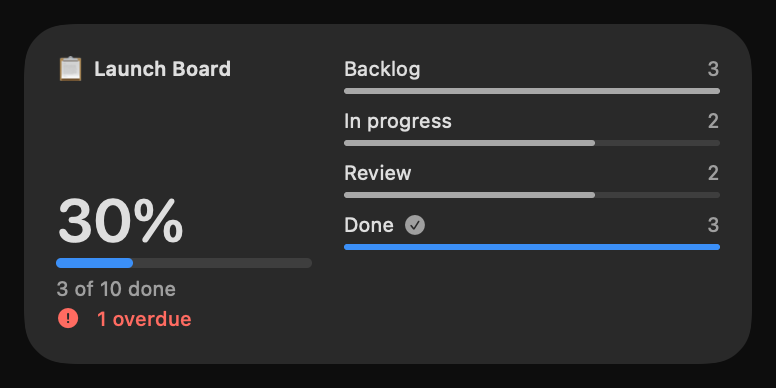 Launch Board
30%
3 of 10 done
1 overdue
Backlog 3
In progress 2
Review 2
Done 3